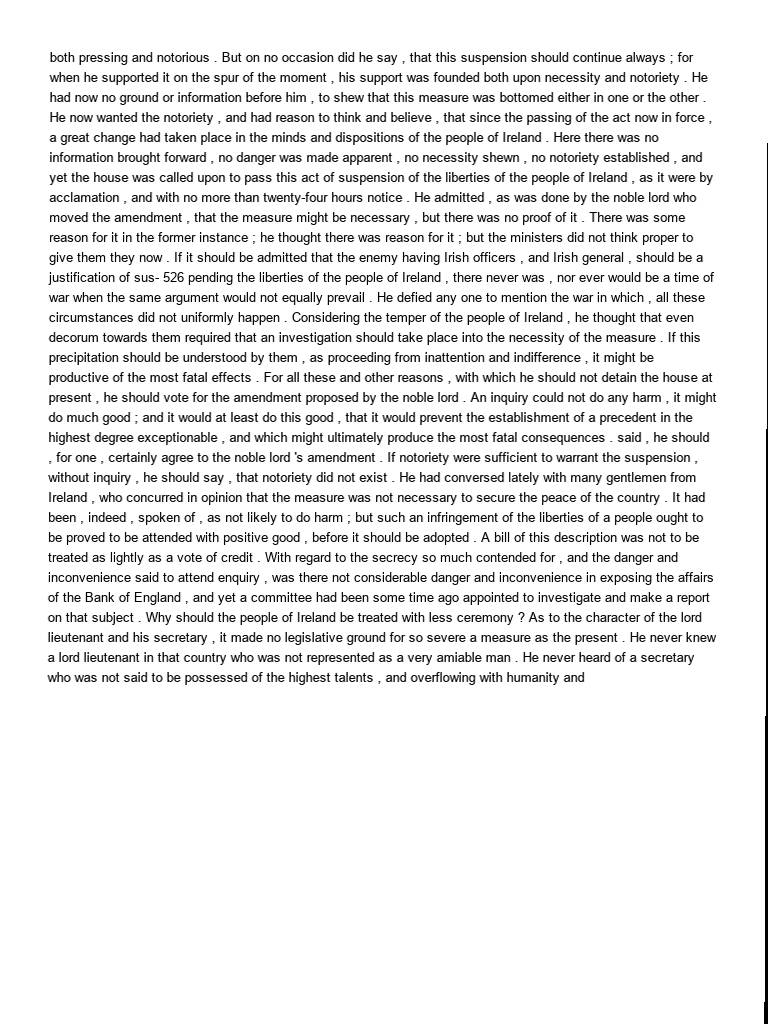 both pressing and notorious . But on no occasion did he say , that this suspension should continue always ; for
when he supported it on the spur of the moment , his support was founded both upon necessity and notoriety . He
had now no ground or information before him , to shew that this measure was bottomed either in one or the other .
He now wanted the notoriety , and had reason to think and believe , that since the passing of the act now in force ,
a great change had taken place in the minds and dispositions of the people of Ireland . Here there was no
information brought forward , no danger was made apparent , no necessity shewn , no notoriety established , and
yet the house was called upon to pass this act of suspension of the liberties of the people of Ireland , as it were by
acclamation , and with no more than twenty-four hours notice . He admitted , as was done by the noble lord who
moved the amendment , that the measure might be necessary , but there was no proof of it . There was some
reason for it in the former instance ; he thought there was reason for it ; but the ministers did not think proper to
give them they now . If it should be admitted that the enemy having Irish officers , and Irish general , should be a
justification of sus- 526 pending the liberties of the people of Ireland , there never was , nor ever would be a time of
war when the same argument would not equally prevail . He defied any one to mention the war in which , all these
circumstances did not uniformly happen . Considering the temper of the people of Ireland , he thought that even
decorum towards them required that an investigation should take place into the necessity of the measure . If this
precipitation should be understood by them , as proceeding from inattention and indifference , it might be
productive of the most fatal effects . For all these and other reasons , with which he should not detain the house at
present , he should vote for the amendment proposed by the noble lord . An inquiry could not do any harm , it might
do much good ; and it would at least do this good , that it would prevent the establishment of a precedent in the
highest degree exceptionable , and which might ultimately produce the most fatal consequences . said , he should
, for one , certainly agree to the noble lord 's amendment . If notoriety were sufficient to warrant the suspension ,
without inquiry , he should say , that notoriety did not exist . He had conversed lately with many gentlemen from
Ireland , who concurred in opinion that the measure was not necessary to secure the peace of the country . It had
been , indeed , spoken of , as not likely to do harm ; but such an infringement of the liberties of a people ought to
be proved to be attended with positive good , before it should be adopted . A bill of this description was not to be
treated as lightly as a vote of credit . With regard to the secrecy so much contended for , and the danger and
inconvenience said to attend enquiry , was there not considerable danger and inconvenience in exposing the affairs
of the Bank of England , and yet a committee had been some time ago appointed to investigate and make a report
on that subject . Why should the people of Ireland be treated with less ceremony ? As to the character of the lord
lieutenant and his secretary , it made no legislative ground for so severe a measure as the present . He never knew
a lord lieutenant in that country who was not represented as a very amiable man . He never heard of a secretary
who was not said to be possessed of the highest talents , and overflowing with humanity and